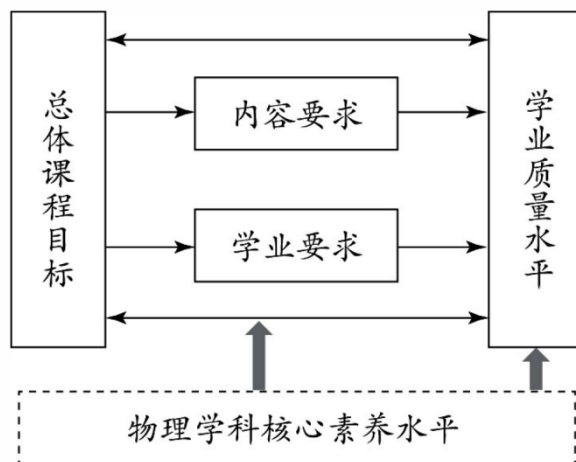 总体课程目标
内容要求
学业要求
学业质量水平
物理学科核心素养水平